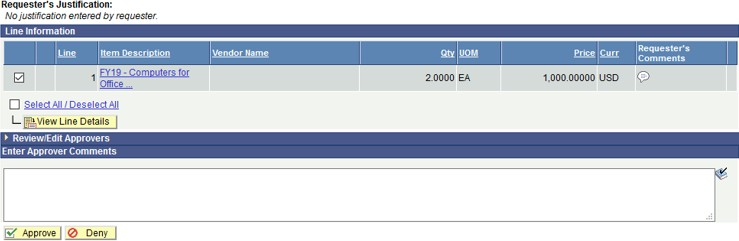 Requester's Justification:
No justification entered by requester.
Line Information
Line Item Description Vendor Name Qty UOM Price Curr Requester's Comments
1 FY19 - Computers for Office ... 2.0000 EA 1,000.00000 USD
Select All / Deselect All
View Line Details
Review/Edit Approvers
Enter Approver Comments
Approve Deny